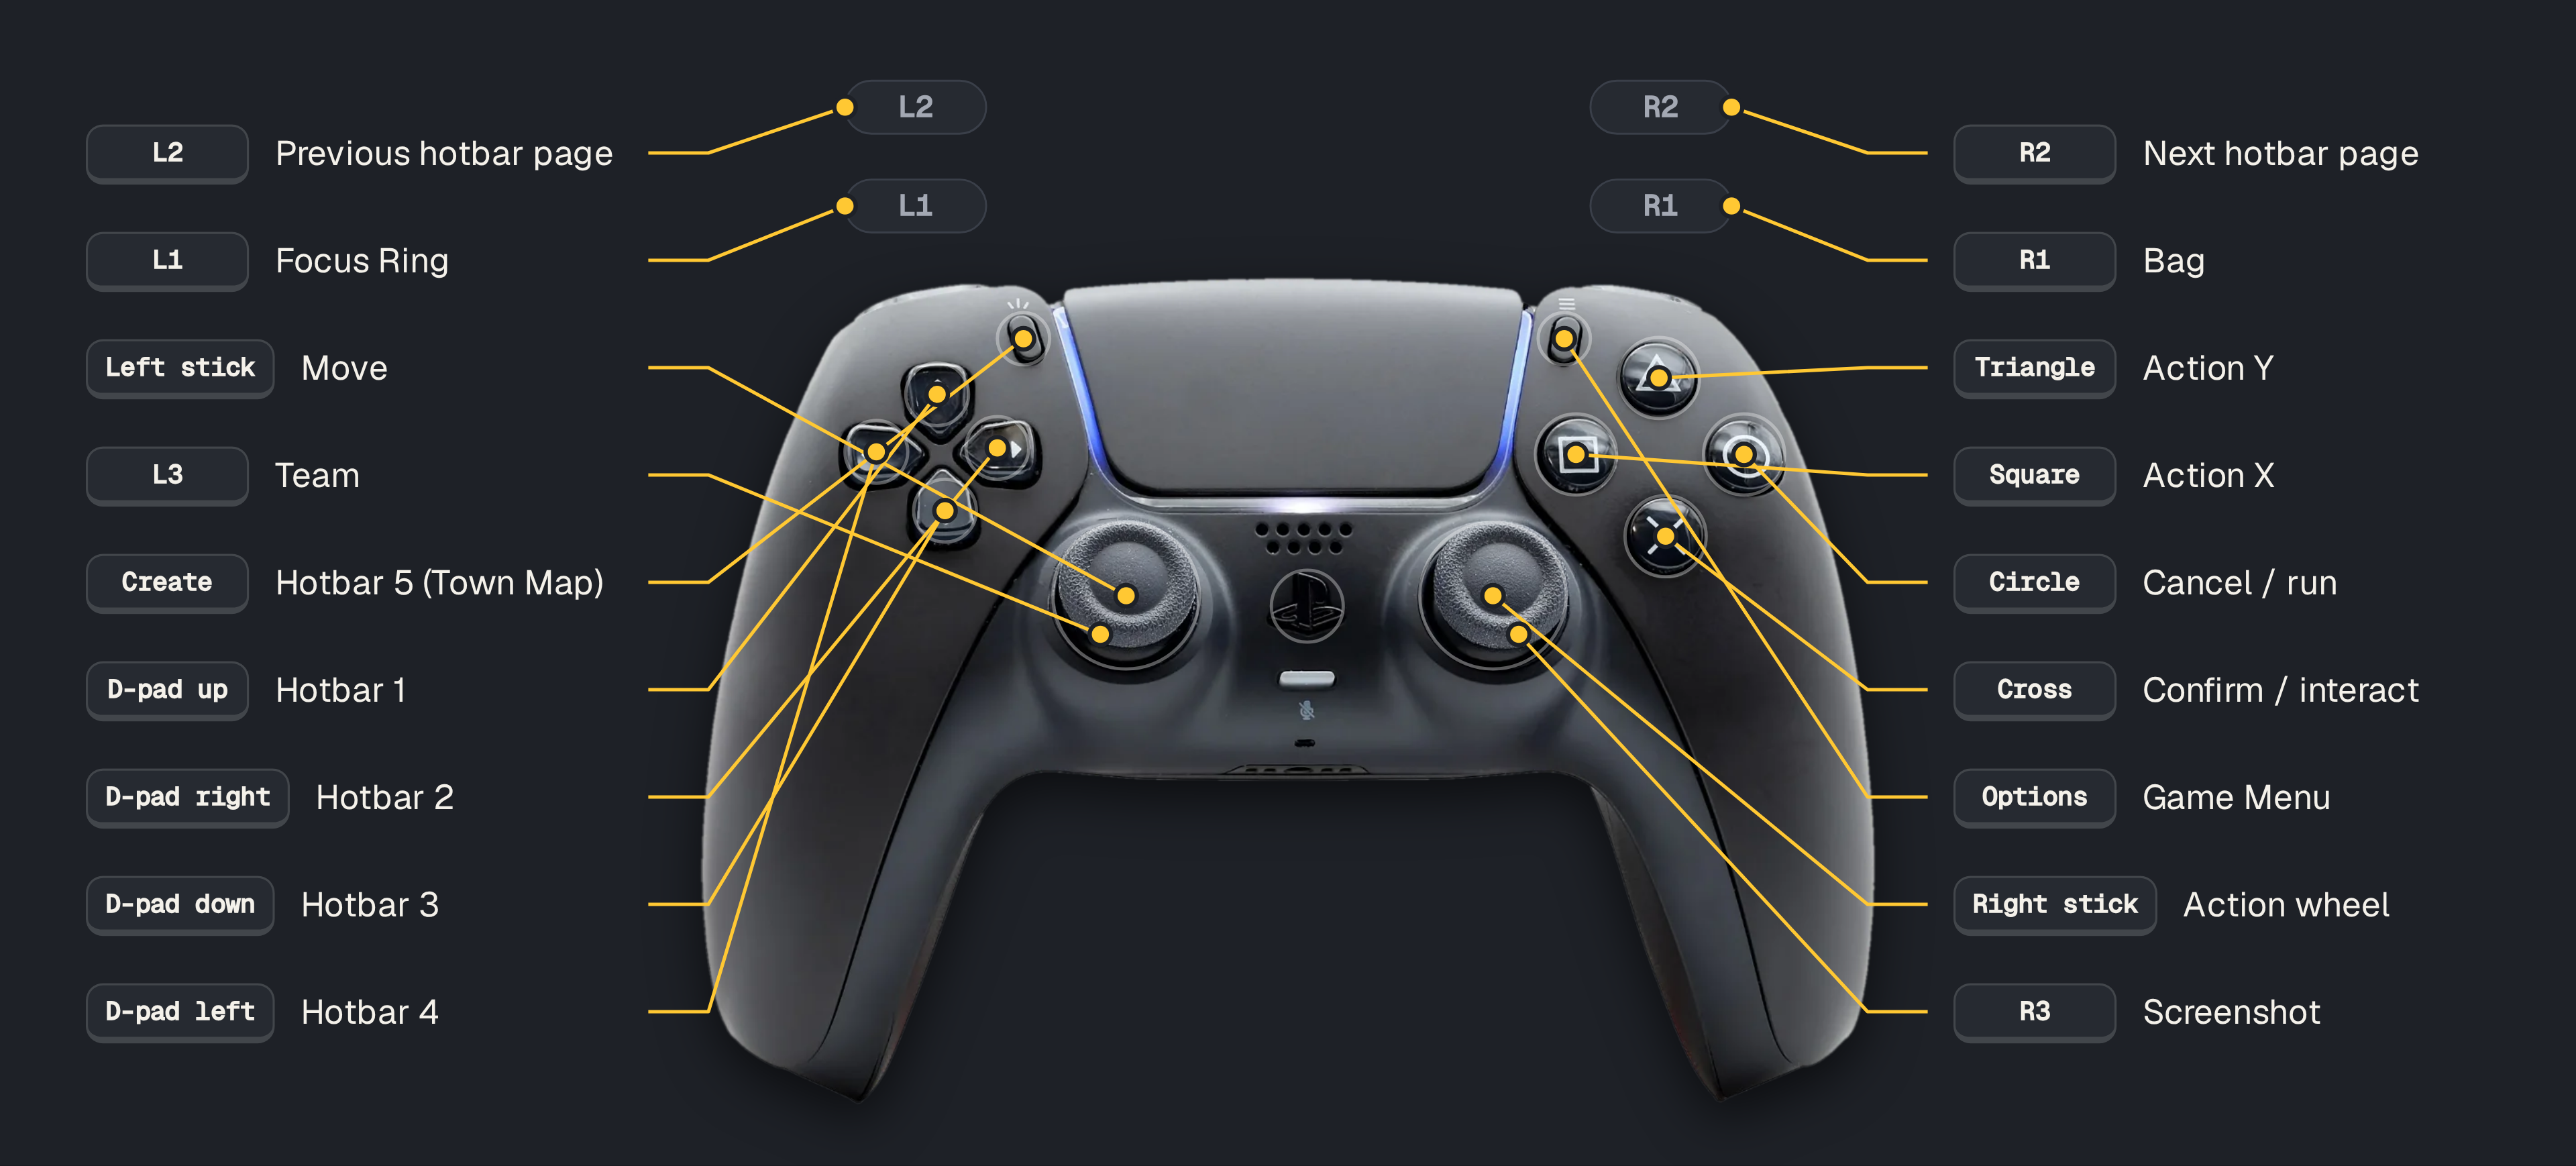 L2
R2
L2 Previous hotbar page
R2 Next hotbar page
L1
R1
L1 Focus Ring
R1 Bag
Left stick Move
Triangle Action Y
L3 Team
Square Action X
Create Hotbar 5 (Town Map)
Circle Cancel / run
D-pad up Hotbar 1
Cross Confirm / interact
D-pad right Hotbar 2
Options Game Menu
D-pad down Hotbar 3
Right stick Action wheel
D-pad left Hotbar 4
R3 Screenshot